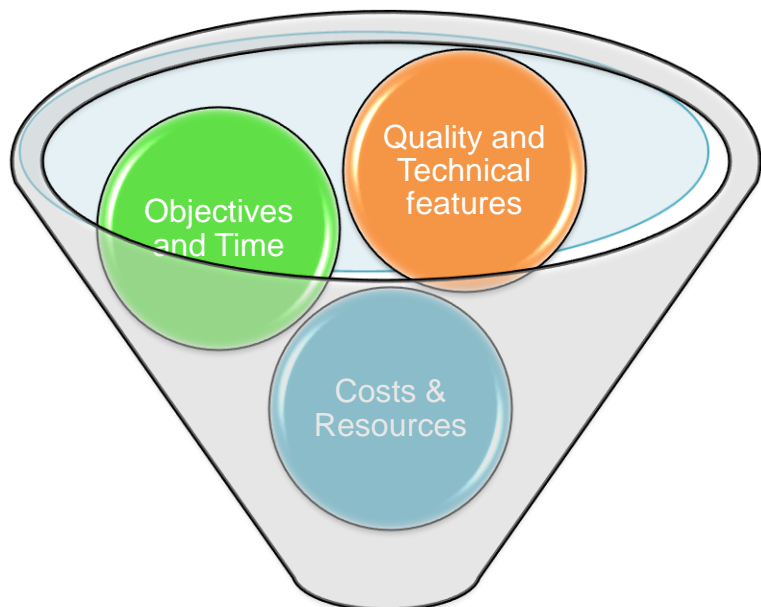 Quality and
Technical
features
Objectives
and Time
Costs &
Resources